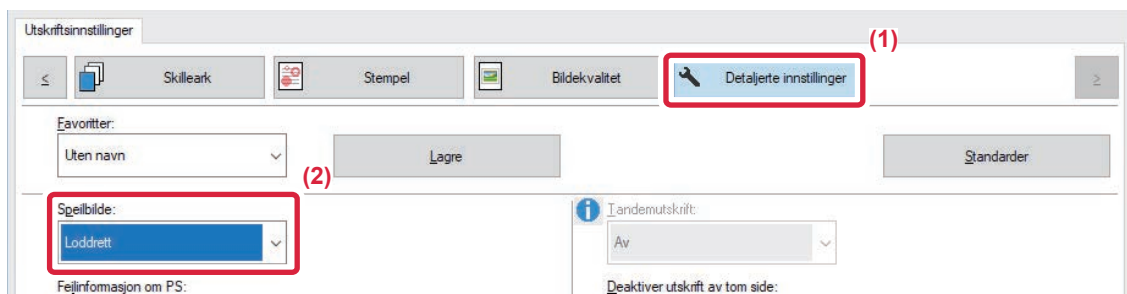 Utskriftsinnstillinger
(1)
< Skilleark Stempel Bildekvalitet Detaljerte innstillinger >
Favoritter:
Uten navn Lagre Standarder
(2)
Speilbilde: Tandemutskrift:
Loddrett Av
Feilinformasjon om PS: Deaktiver utskrift av tom side: